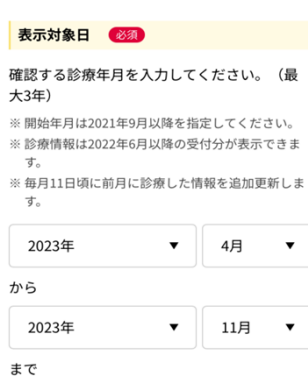 表示対象日 必須
確認する診療年月を入力してください。（最
大3年）
※ 開始年月は2021年9月以降を指定してください。
※ 診療情報は2022年6月以降の受付分が表示できま
す。
※ 毎月11日頃に前月に診療した情報を追加更新しま
す。
2023年 ▼ 4月 ▼
から
2023年 ▼ 11月 ▼
まで